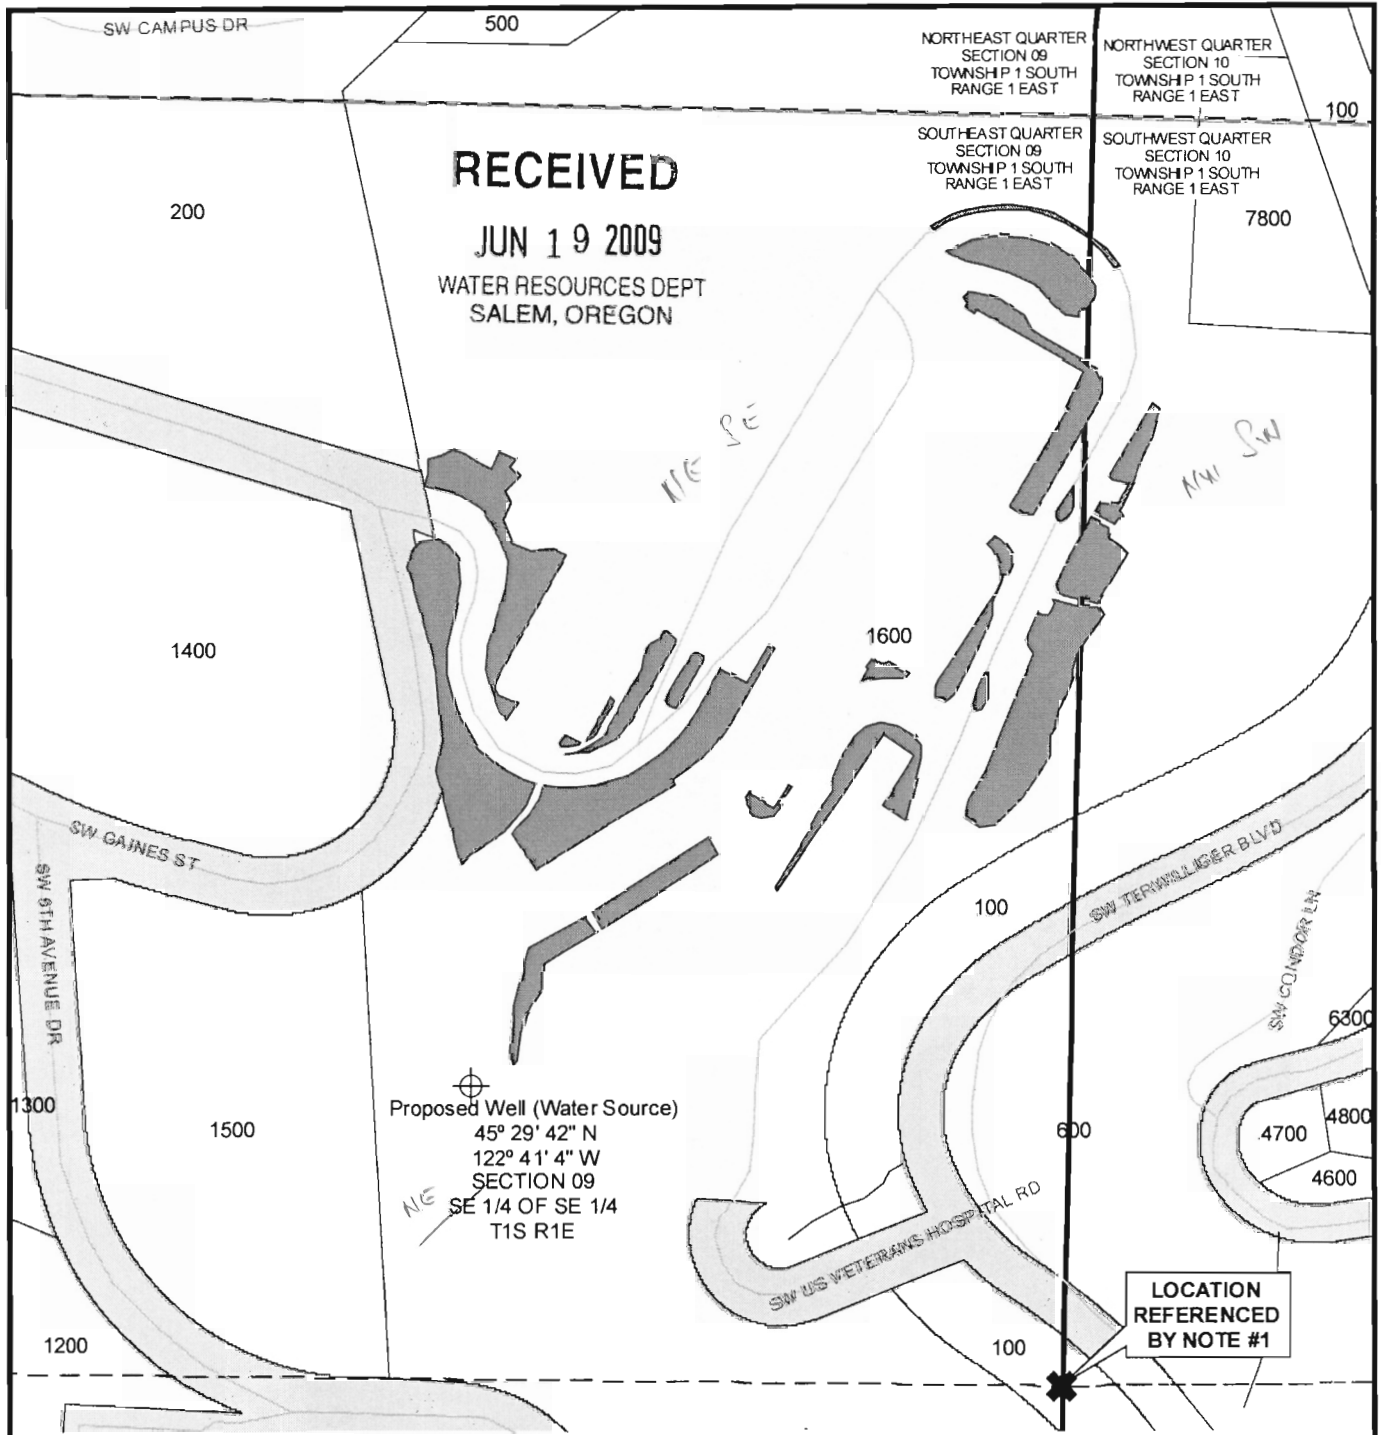 SW CAMPUS DR
500
NORTHEAST QUARTER
SECTION 09
TOWNSHIP 1 SOUTH
RANGE 1 EAST
NORTHWEST QUARTER
SECTION 10
TOWNSHIP 1 SOUTH
RANGE 1 EAST
100
SOUTHEAST QUARTER
SECTION 09
TOWNSHIP 1 SOUTH
RANGE 1 EAST
SOUTHWEST QUARTER
SECTION 10
TOWNSHIP 1 SOUTH
RANGE 1 EAST
RECEIVED
JUN 19 2009
WATER RESOURCES DEPT
SALEM, OREGON
200
7800
NE SE
NW SW
1400
1600
SW GAINES ST
SW 6TH AVENUE DR
100
SW TERWILLIGER BLVD
SW CONDOR LN
6300
1300
1500
Proposed Well (Water Source)
45º 29' 42" N
122º 41' 4" W
SECTION 09
NE
SE 1/4 OF SE 1/4
T1S R1E
600
4700
4800
4600
SW US VETERANS HOSPITAL RD
LOCATION
REFERENCED
BY NOTE #1
1200
100